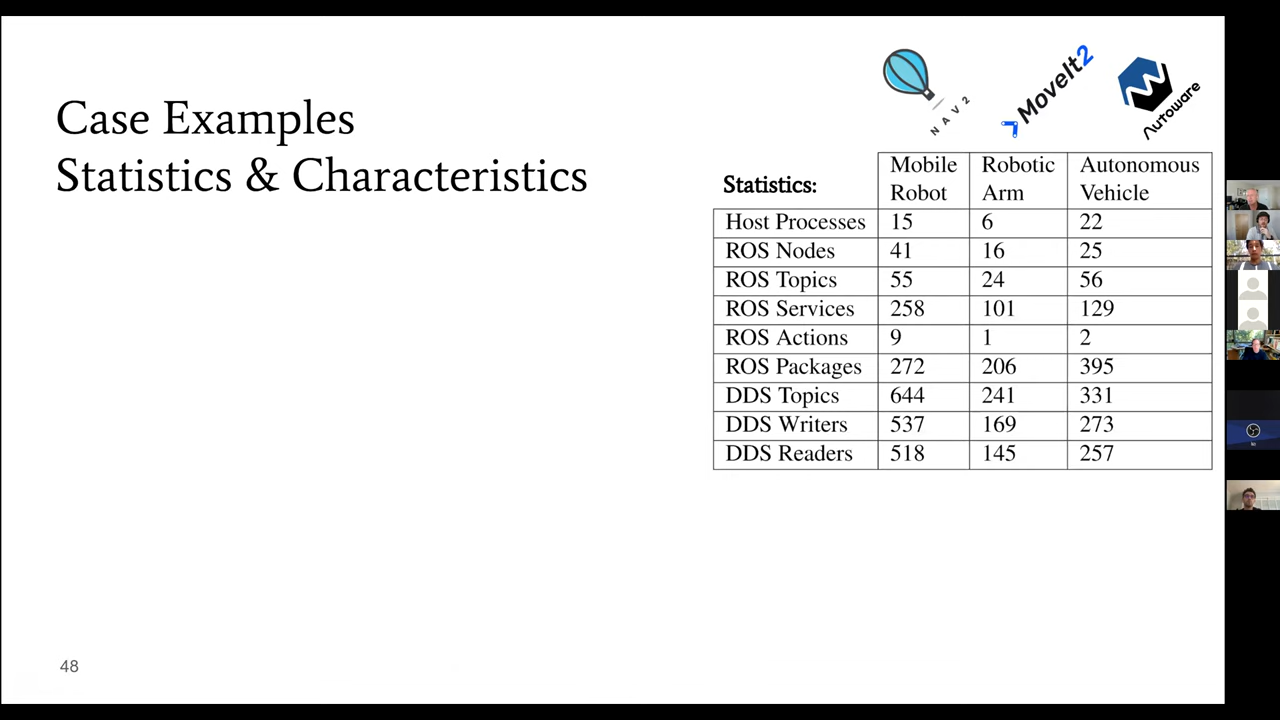 Case Examples
Statistics & Characteristics
NAV2
MoveIt2
Autoware
Statistics:
Mobile Robot
Robotic Arm
Autonomous Vehicle
Host Processes 15 6 22
ROS Nodes 41 16 25
ROS Topics 55 24 56
ROS Services 258 101 129
ROS Actions 9 1 2
ROS Packages 272 206 395
DDS Topics 644 241 331
DDS Writers 537 169 273
DDS Readers 518 145 257
48